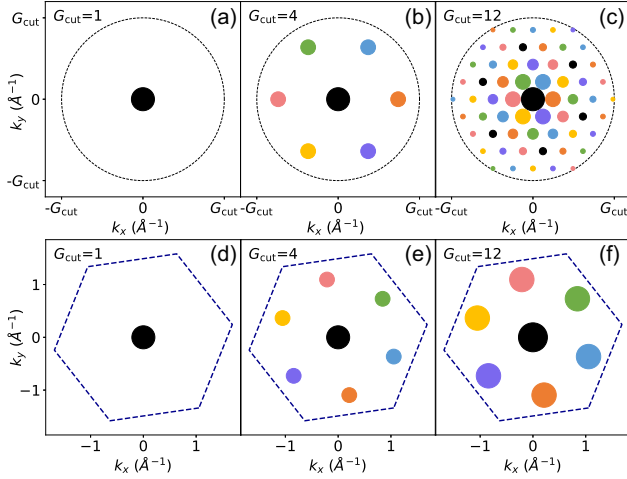 G_cut
0
-G_cut
k_y (Å⁻¹)
G_cut=1
(a)
G_cut=4
(b)
G_cut=12
(c)
-G_cut
0
G_cut
-G_cut
0
G_cut
-G_cut
0
G_cut
k_x (Å⁻¹)
k_x (Å⁻¹)
k_x (Å⁻¹)
1
0
−1
k_y (Å⁻¹)
G_cut=1
(d)
G_cut=4
(e)
G_cut=12
(f)
−1
0
1
−1
0
1
−1
0
1
k_x (Å⁻¹)
k_x (Å⁻¹)
k_x (Å⁻¹)